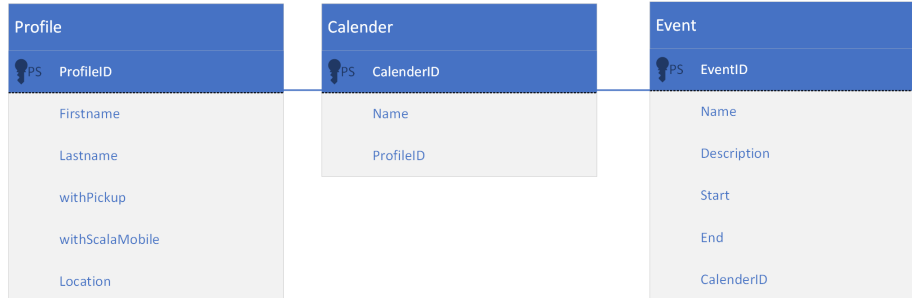 Profile
PS ProfileID
Firstname
Lastname
withPickup
withScalaMobile
Location
Calender
PS CalenderID
Name
ProfileID
Event
PS EventID
Name
Description
Start
End
CalenderID